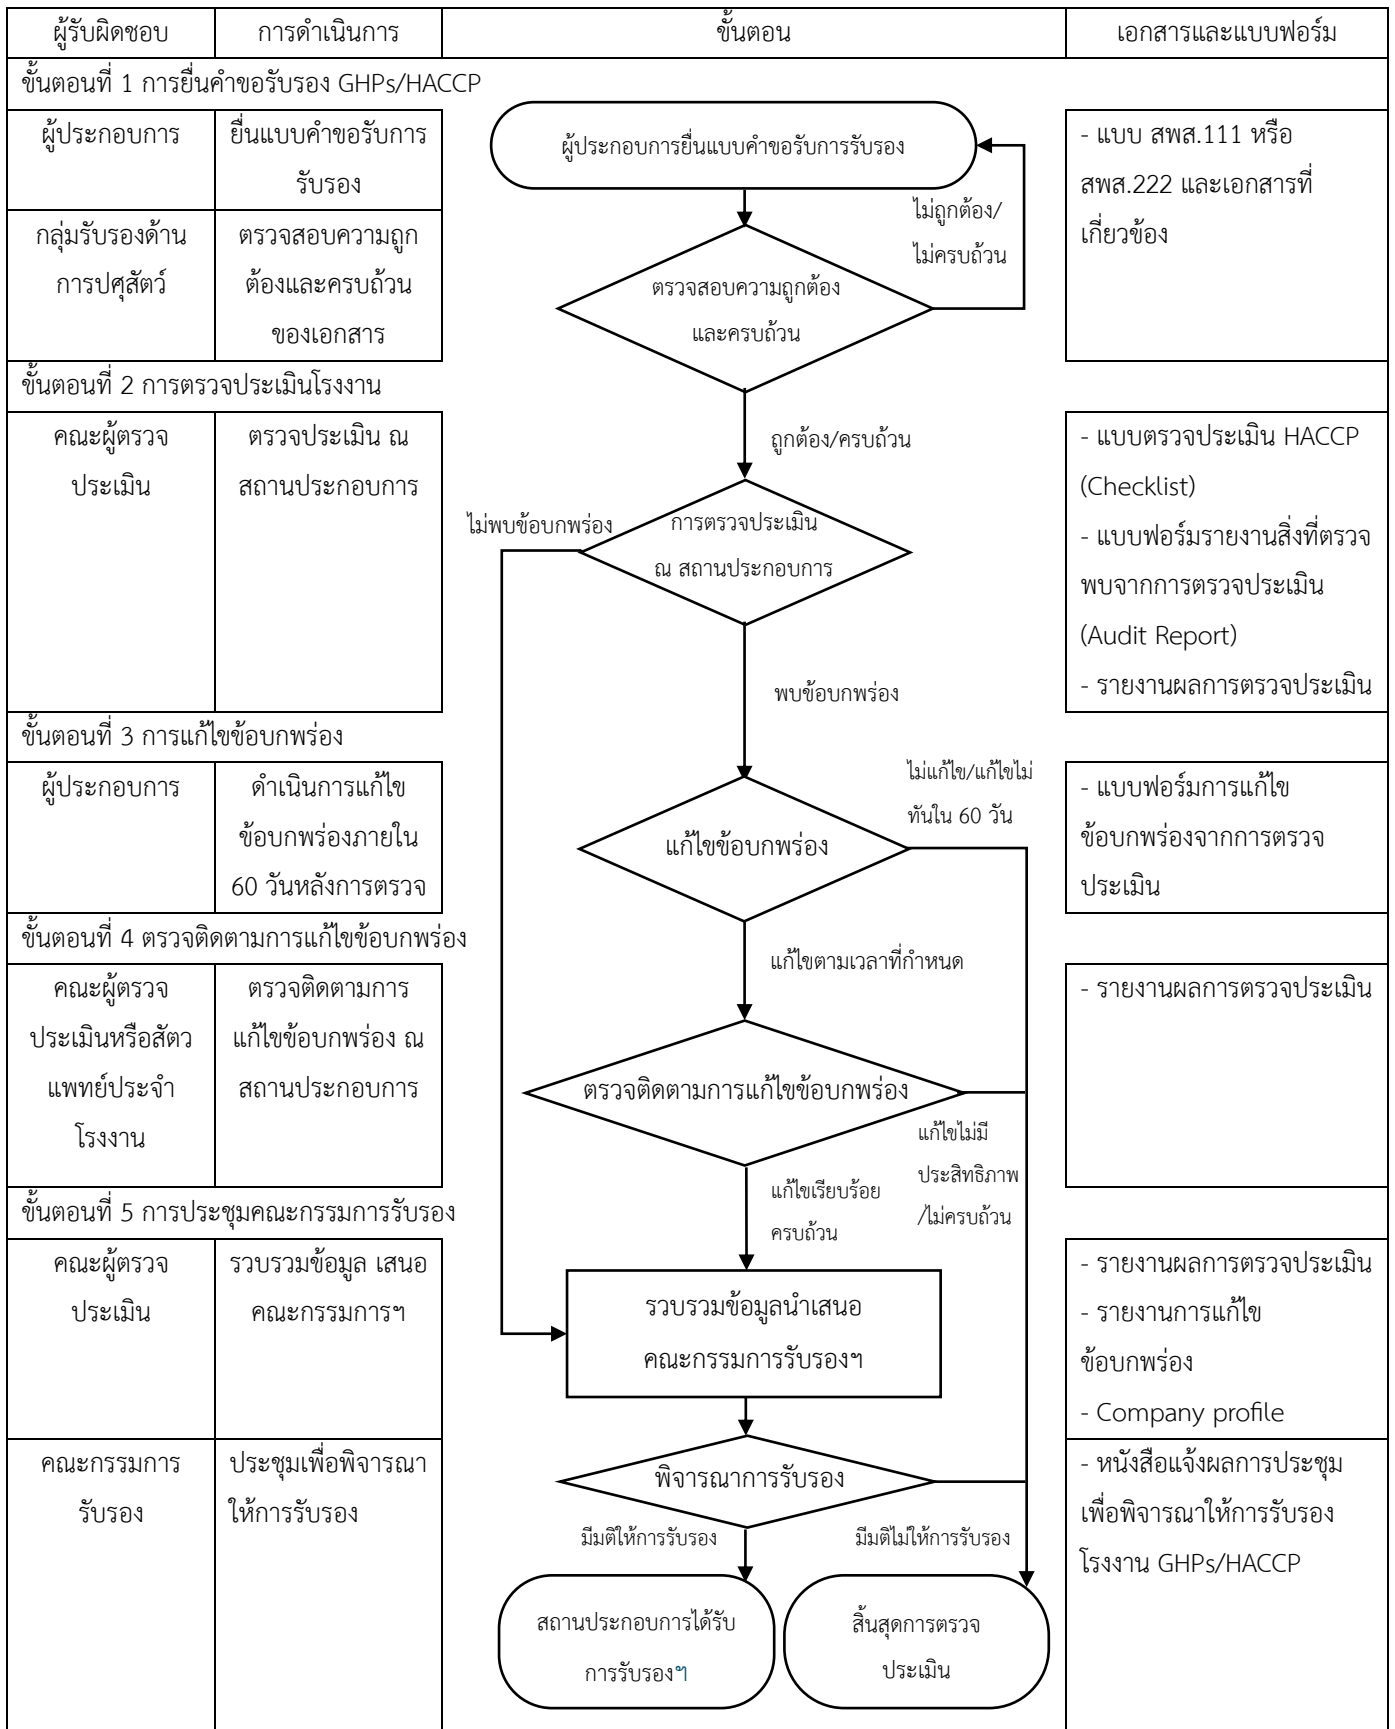 ผู้รับผิดชอบ
การดำเนินการ
ขั้นตอน
เอกสารและแบบฟอร์ม
ขั้นตอนที่ 1 การยื่นคำขอรับรอง GHPs/HACCP
ผู้ประกอบการ
ยื่นแบบคำขอรับการ
รับรอง
ผู้ประกอบการยื่นแบบคำขอรับการรับรอง
- แบบ สพส.111 หรือ
สพส.222 และเอกสารที่
เกี่ยวข้อง
ไม่ถูกต้อง/
ไม่ครบถ้วน
กลุ่มรับรองด้าน
การปศุสัตว์
ตรวจสอบความถูก
ต้องและครบถ้วน
ของเอกสาร
ตรวจสอบความถูกต้อง
และครบถ้วน
ขั้นตอนที่ 2 การตรวจประเมินโรงงาน
คณะผู้ตรวจ
ประเมิน
ตรวจประเมิน ณ
สถานประกอบการ
ถูกต้อง/ครบถ้วน
ไม่พบข้อบกพร่อง
การตรวจประเมิน
ณ สถานประกอบการ
พบข้อบกพร่อง
- แบบตรวจประเมิน HACCP
(Checklist)
- แบบฟอร์มรายงานสิ่งที่ตรวจ
พบจากการตรวจประเมิน
(Audit Report)
- รายงานผลการตรวจประเมิน
ขั้นตอนที่ 3 การแก้ไขข้อบกพร่อง
ผู้ประกอบการ
ดำเนินการแก้ไข
ข้อบกพร่องภายใน
60 วันหลังการตรวจ
ไม่แก้ไข/แก้ไขไม่
ทันใน 60 วัน
แก้ไขข้อบกพร่อง
- แบบฟอร์มการแก้ไข
ข้อบกพร่องจากการตรวจ
ประเมิน
ขั้นตอนที่ 4 ตรวจติดตามการแก้ไขข้อบกพร่อง
แก้ไขตามเวลาที่กำหนด
คณะผู้ตรวจ
ประเมินหรือสัตว
แพทย์ประจำ
โรงงาน
ตรวจติดตามการ
แก้ไขข้อบกพร่อง ณ
สถานประกอบการ
ตรวจติดตามการแก้ไขข้อบกพร่อง
- รายงานผลการตรวจประเมิน
แก้ไขไม่มี
ประสิทธิภาพ
/ไม่ครบถ้วน
แก้ไขเรียบร้อย
ครบถ้วน
ขั้นตอนที่ 5 การประชุมคณะกรรมการรับรอง
คณะผู้ตรวจ
ประเมิน
รวบรวมข้อมูล เสนอ
คณะกรรมการฯ
รวบรวมข้อมูลนำเสนอ
คณะกรรมการรับรองฯ
- รายงานผลการตรวจประเมิน
- รายงานการแก้ไข
ข้อบกพร่อง
- Company profile
คณะกรรมการ
รับรอง
ประชุมเพื่อพิจารณา
ให้การรับรอง
พิจารณาการรับรอง
มีมติให้การรับรอง
มีมติไม่ให้การรับรอง
สถานประกอบการได้รับ
การรับรองฯ
สิ้นสุดการตรวจ
ประเมิน
- หนังสือแจ้งผลการประชุม
เพื่อพิจารณาให้การรับรอง
โรงงาน GHPs/HACCP